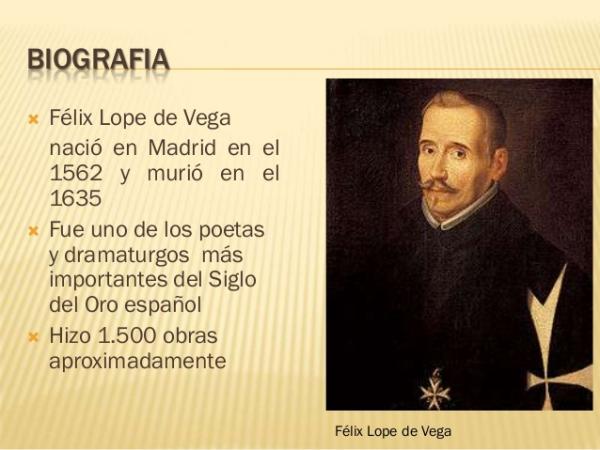 BIOGRAFIA
× Félix Lope de Vega
nació en Madrid en el
1562 y murió en el
1635
× Fue uno de los poetas
y dramaturgos más
importantes del Siglo
del Oro español
× Hizo 1.500 obras
aproximadamente
Félix Lope de Vega